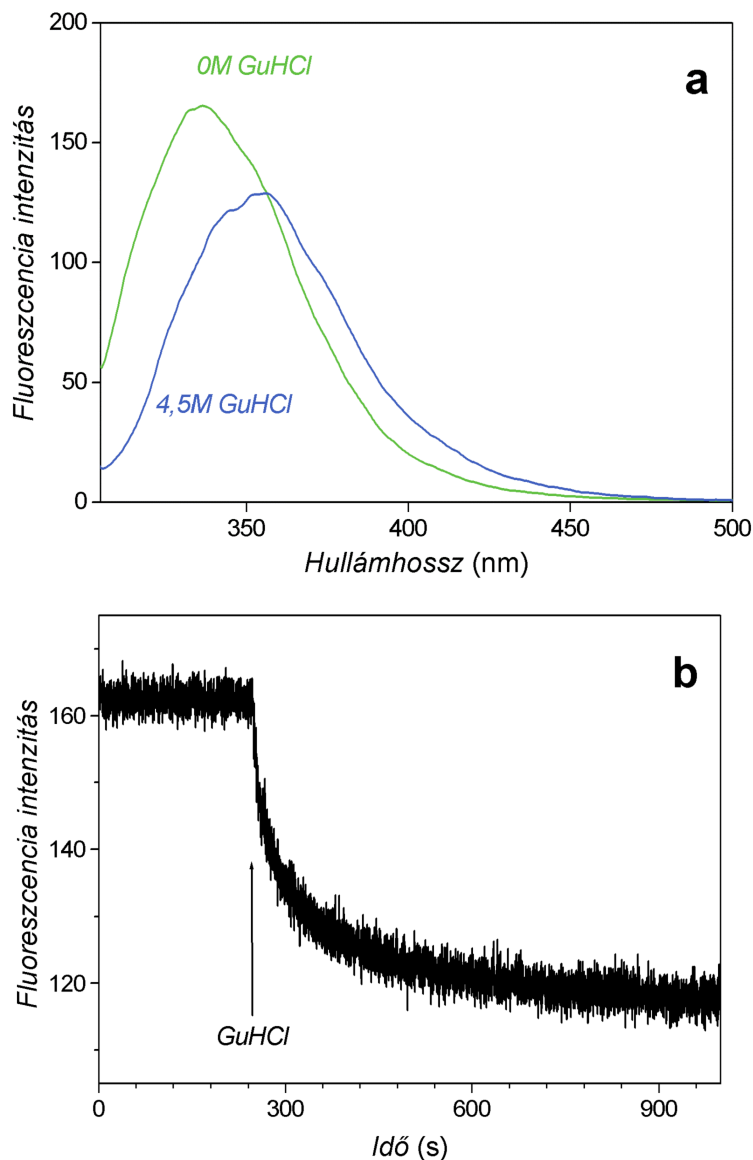 200
0M GuHCl
a
150
Fluoreszcencia intenzitás
100
50
4,5M GuHCl
0
350
400
450
500
Hullámhossz (nm)
b
160
Fluoreszcencia intenzitás
140
120
GuHCl
0
300
600
900
Idő (s)